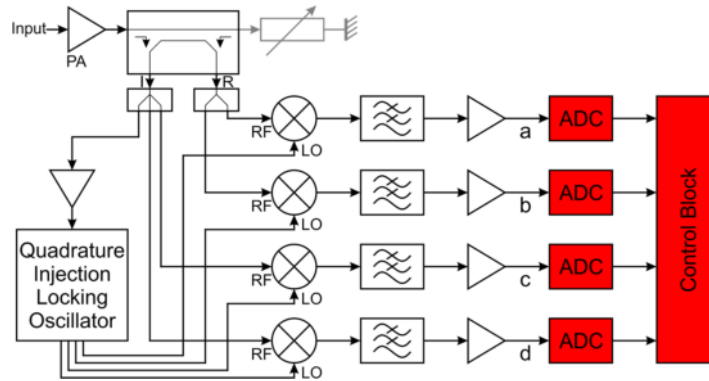 Input
PA
I
R
RF
LO
a
ADC
RF
LO
b
ADC
Quadrature
Injection
Locking
Oscillator
RF
LO
c
ADC
RF
LO
d
ADC
Control Block